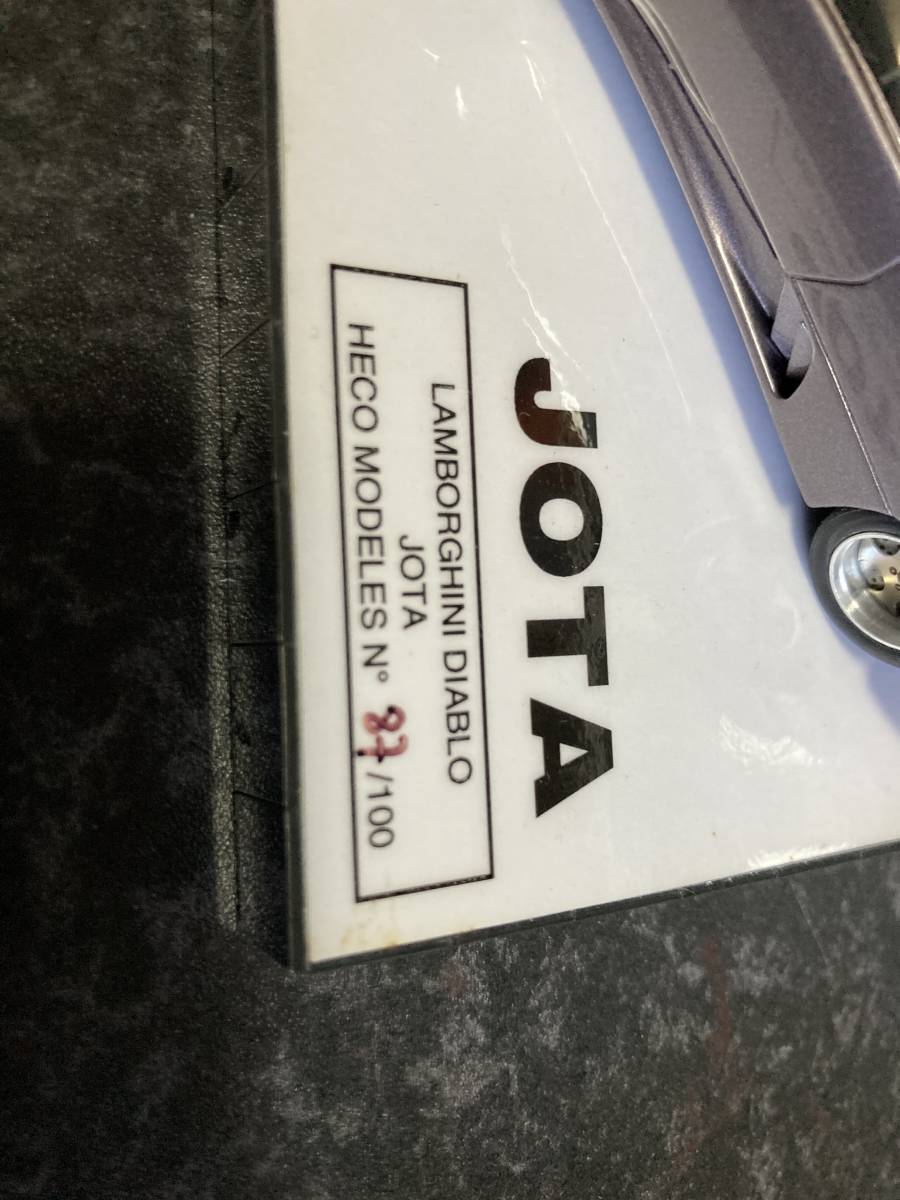 JOTA
LAMBORGHINI DIABLO
JOTA
HECO MODELES N° 87/100